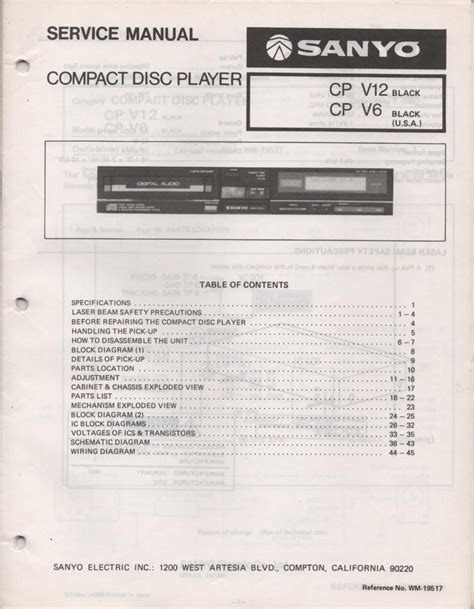 SERVICE MANUAL
SANYO
COMPACT DISC PLAYER
CP V12 BLACK
CP V6 BLACK
(U.S.A.)
DIGITAL AUDIO
SANYO
TABLE OF CONTENTS
SPECIFICATIONS 1
LASER BEAM SAFETY PRECAUTIONS 1 – 4
BEFORE REPAIRING THE COMPACT DISC PLAYER 4
HANDLING THE PICK-UP 5
HOW TO DISASSEMBLE THE UNIT 6 – 7
BLOCK DIAGRAM (1) 8
DETAILS OF PICK-UP 9
PARTS LOCATION 10
ADJUSTMENT 11 – 16
CABINET & CHASSIS EXPLODED VIEW 17
PARTS LIST 18 – 22
MECHANISM EXPLODED VIEW 23
BLOCK DIAGRAM (2) 24 – 25
IC BLOCK DIAGRAMS 26 – 32
VOLTAGES OF ICS & TRANSISTORS 33 – 35
SCHEMATIC DIAGRAM 36 – 43
WIRING DIAGRAM 44 – 45
SANYO ELECTRIC INC.: 1200 WEST ARTESIA BLVD., COMPTON, CALIFORNIA 90220
Reference No. WM-19517